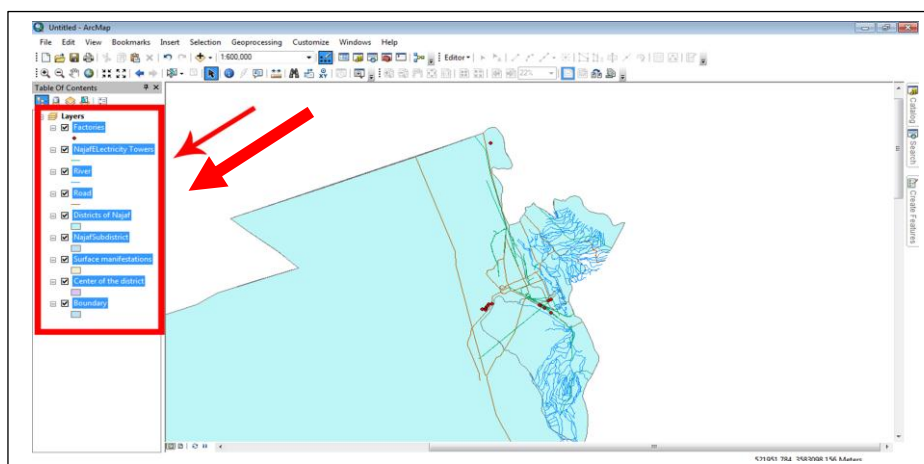 Untitled - ArcMap
File Edit View Bookmarks Insert Selection Geoprocessing Customize Windows Help
1:600,000
Editor
22%
Table Of Contents
Layers
Factories
NajafELectricity Towers
River
Road
Districts of Najaf
NajafSubdistrict
Surface manifestations
Center of the district
Boundary
Catalog
Search
Create Features
521951.784 3583098.156 Meters